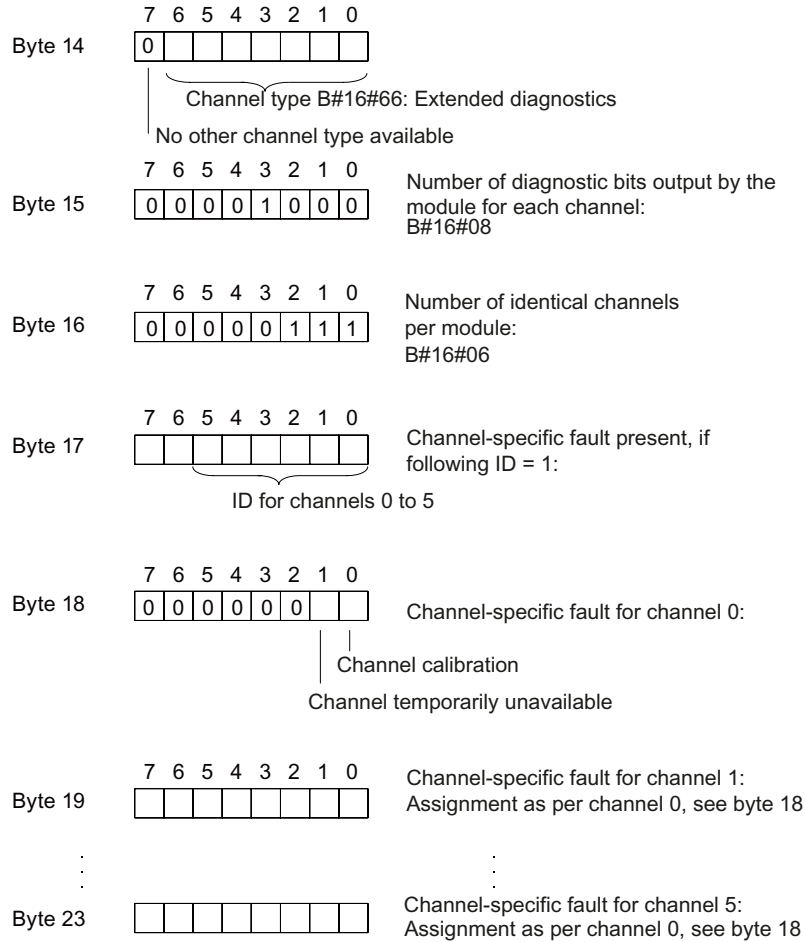 7 6 5 4 3 2 1 0
Byte 14
0
Channel type B#16#66: Extended diagnostics
No other channel type available
7 6 5 4 3 2 1 0
Byte 15
0 0 0 0 1 0 0 0
Number of diagnostic bits output by the
module for each channel:
B#16#08
7 6 5 4 3 2 1 0
Byte 16
0 0 0 0 0 1 1 1
Number of identical channels
per module:
B#16#06
7 6 5 4 3 2 1 0
Byte 17
Channel-specific fault present, if
following ID = 1:
ID for channels 0 to 5
7 6 5 4 3 2 1 0
Byte 18
0 0 0 0 0 0
Channel-specific fault for channel 0:
Channel calibration
Channel temporarily unavailable
7 6 5 4 3 2 1 0
Byte 19
Channel-specific fault for channel 1:
Assignment as per channel 0, see byte 18
Byte 23
Channel-specific fault for channel 5:
Assignment as per channel 0, see byte 18